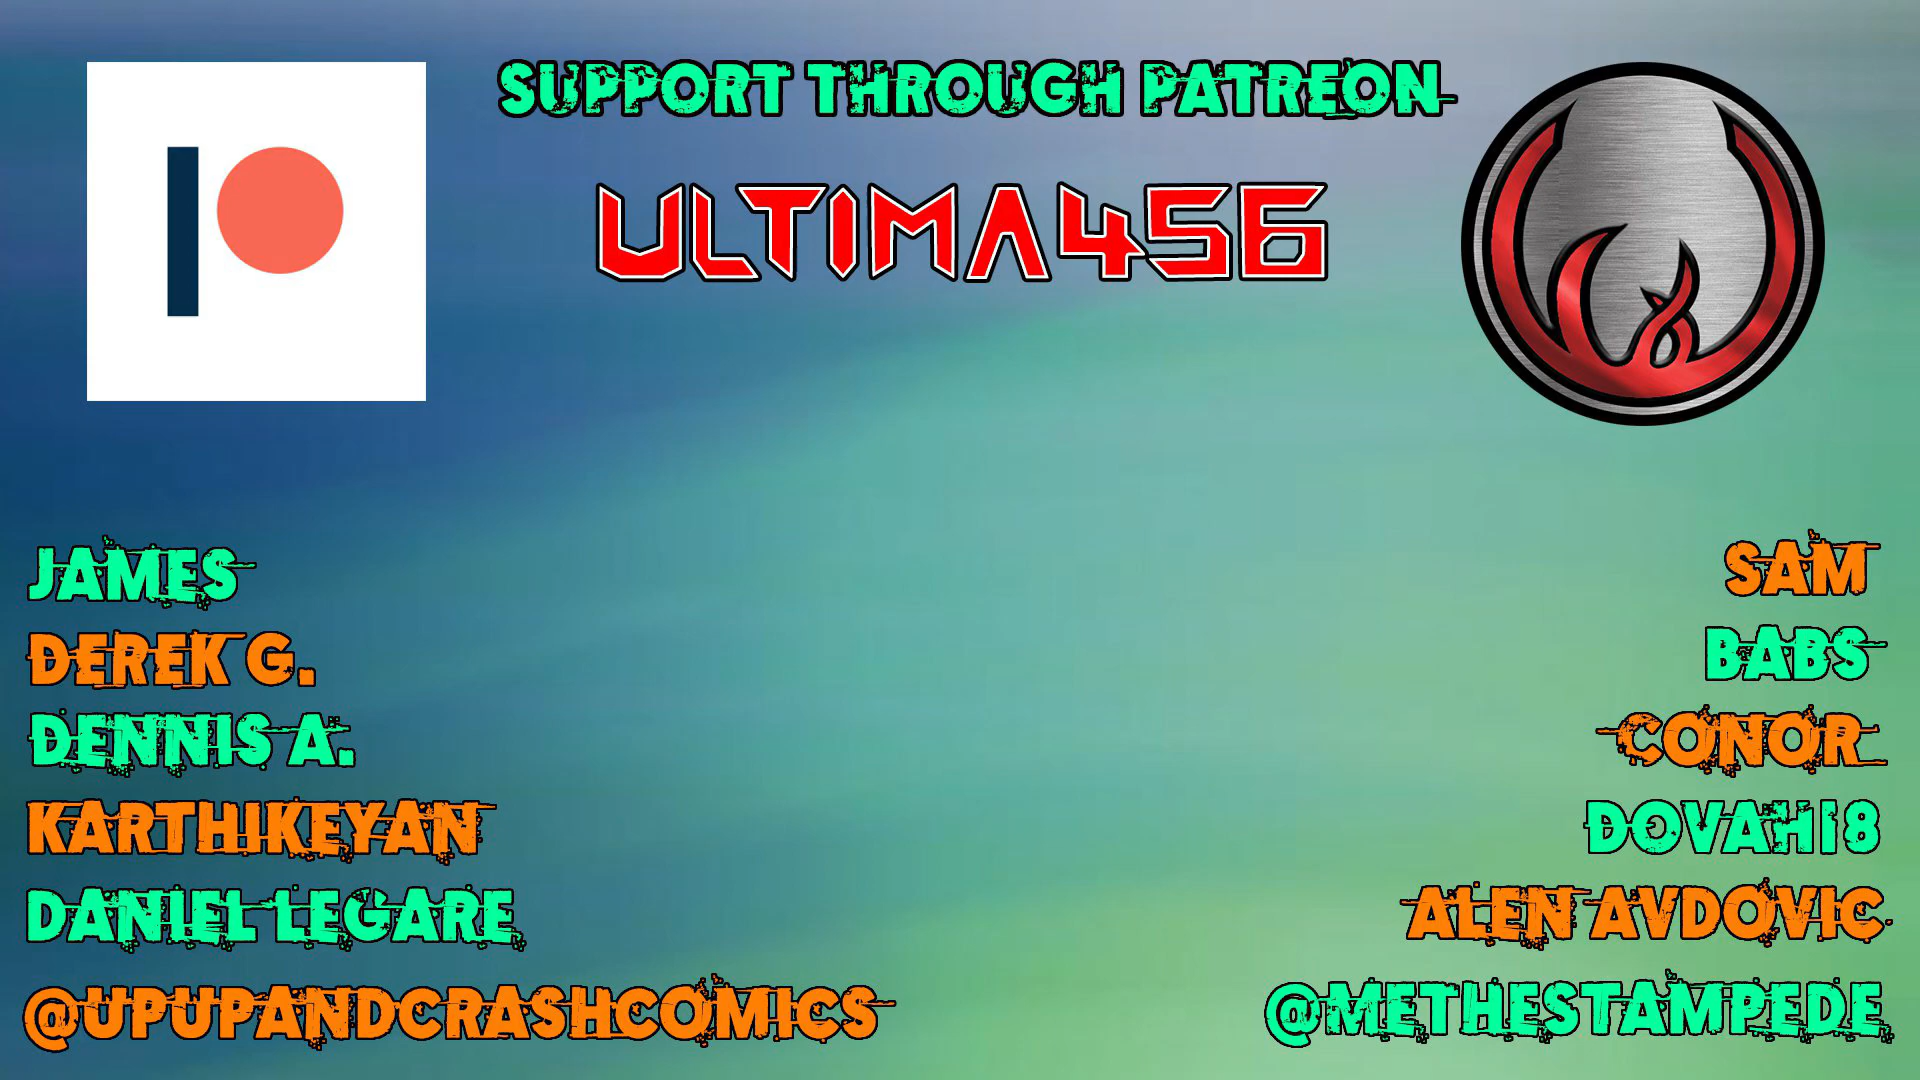 SUPPORT THROUGH PATREON
ULTIMA456
JAMES
DEREK G.
DENNIS A.
KARTHIKEYAN
DANIEL LEGARE
@UPUPANDCRASHCOMICS
SAM
BABS
CONOR
DOVAH18
ALEN AVDOVIC
@METHESTAMPEDE